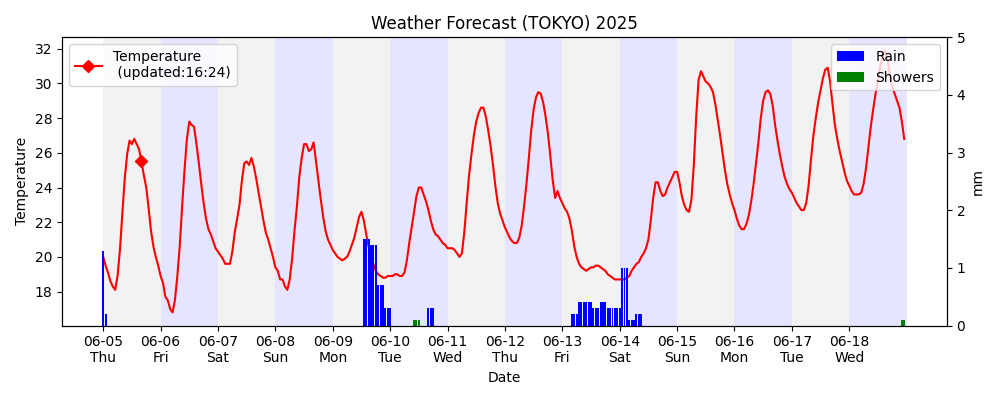 Weather Forecast (TOKYO) 2025
Temperature
(updated:16:24)
Rain
Showers
Temperature
32
30
28
26
24
22
20
18
5
4
3
2
1
0
mm
06-05 06-06 06-07 06-08 06-09 06-10 06-11 06-12 06-13 06-14 06-15 06-16 06-17 06-18
Thu Fri Sat Sun Mon Tue Wed Thu Fri Sat Sun Mon Tue Wed
Date